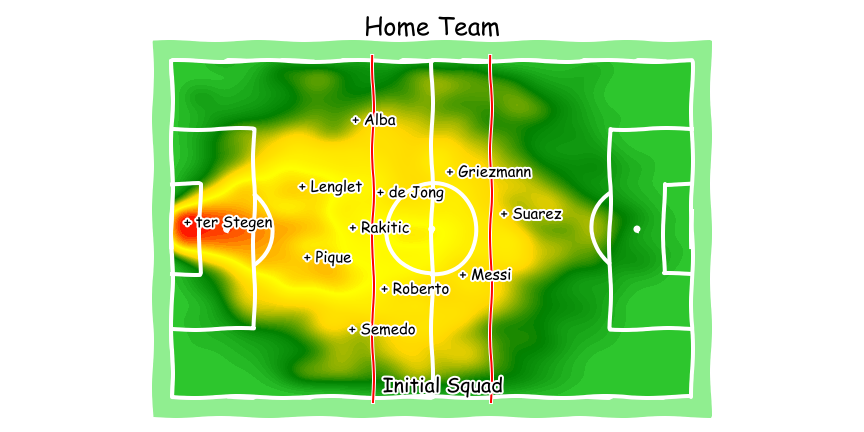 Home Team
+ Alba
+ Griezmann
+ Lenglet
+ de Jong
+ Suarez
+ ter Stegen
+ Rakitic
+ Pique
+ Messi
+ Roberto
+ Semedo
Initial Squad